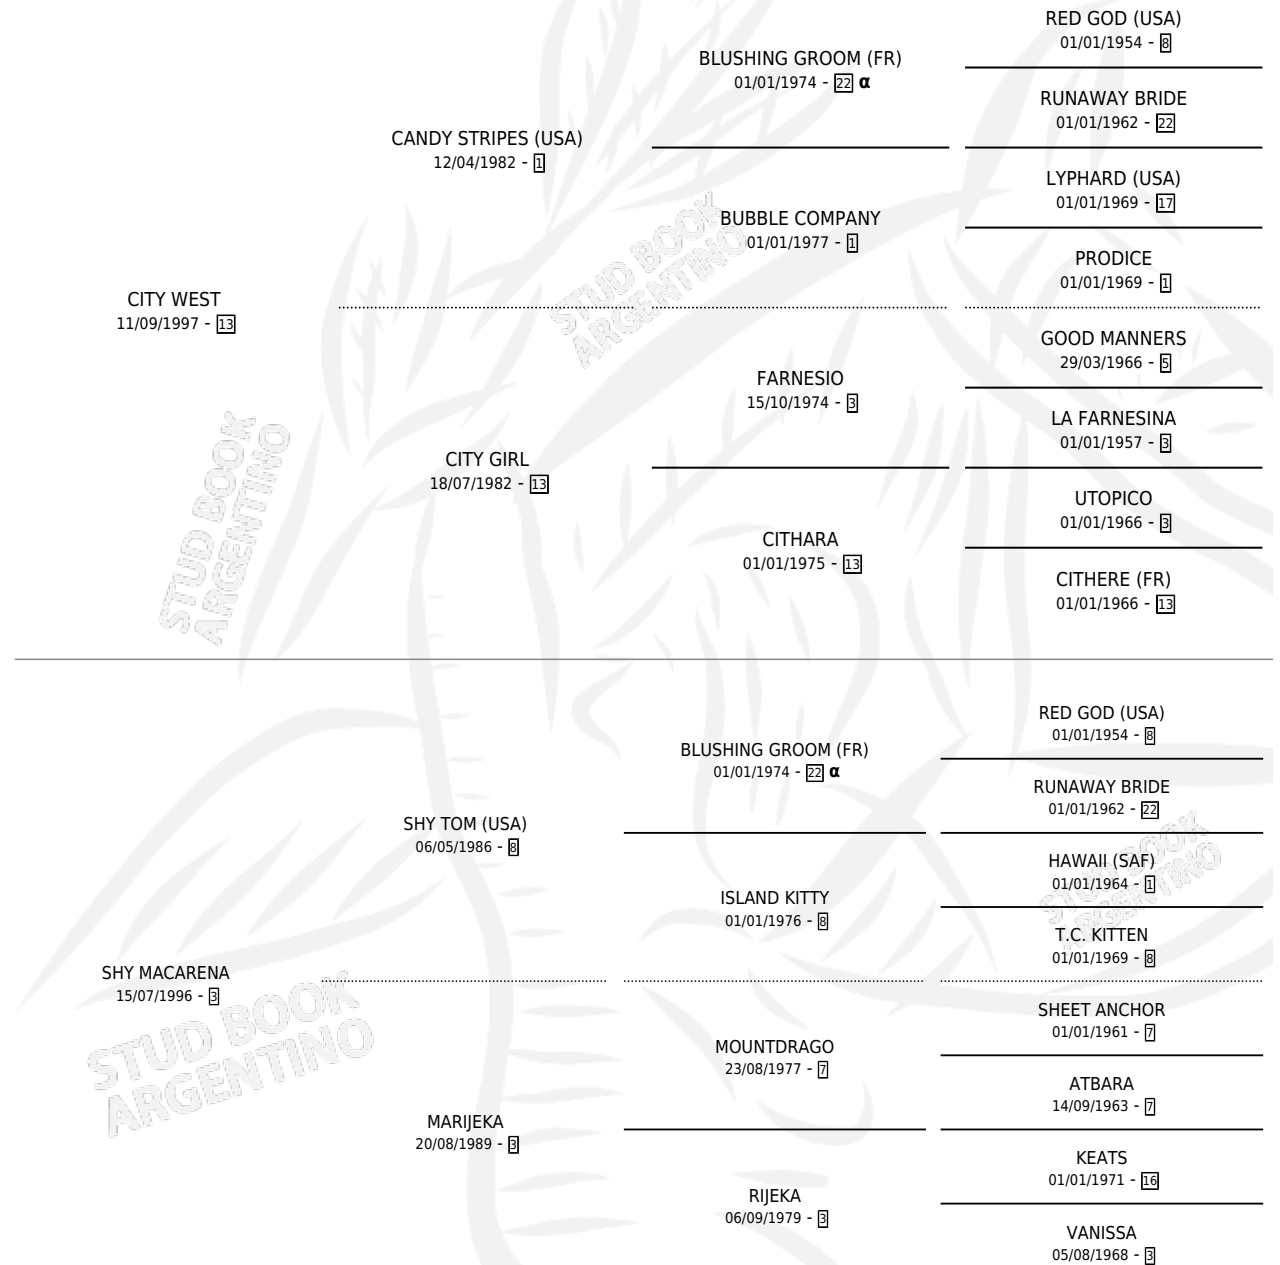 RED GOD (USA)
01/01/1954 - 8
BLUSHING GROOM (FR)
01/01/1974 - 22 α
RUNAWAY BRIDE
01/01/1962 - 22
CANDY STRIPES (USA)
12/04/1982 - 1
LYPHARD (USA)
01/01/1969 - 17
BUBBLE COMPANY
01/01/1977 - 1
PRODICE
01/01/1969 - 1
CITY WEST
11/09/1997 - 13
GOOD MANNERS
29/03/1966 - 5
FARNESIO
15/10/1974 - 3
LA FARNESINA
01/01/1957 - 3
CITY GIRL
18/07/1982 - 13
UTOPICO
01/01/1966 - 3
CITHARA
01/01/1975 - 13
CITHERE (FR)
01/01/1966 - 13
STUD BOOK
ARGENTINO
STUD BOOK
ARGENTINO
RED GOD (USA)
01/01/1954 - 8
BLUSHING GROOM (FR)
01/01/1974 - 22 α
RUNAWAY BRIDE
01/01/1962 - 22
SHY TOM (USA)
06/05/1986 - 8
HAWAII (SAF)
01/01/1964 - 1
ISLAND KITTY
01/01/1976 - 8
T.C. KITTEN
01/01/1969 - 8
SHY MACARENA
15/07/1996 - 3
SHEET ANCHOR
01/01/1961 - 7
MOUNTDRAGO
23/08/1977 - 7
ATBARA
14/09/1963 - 7
MARIJEKA
20/08/1989 - 3
KEATS
01/01/1971 - 16
RIJEKA
06/09/1979 - 3
VANISSA
05/08/1968 - 3
STUD BOOK
ARGENTINO
STUD BOOK
ARGENTINO